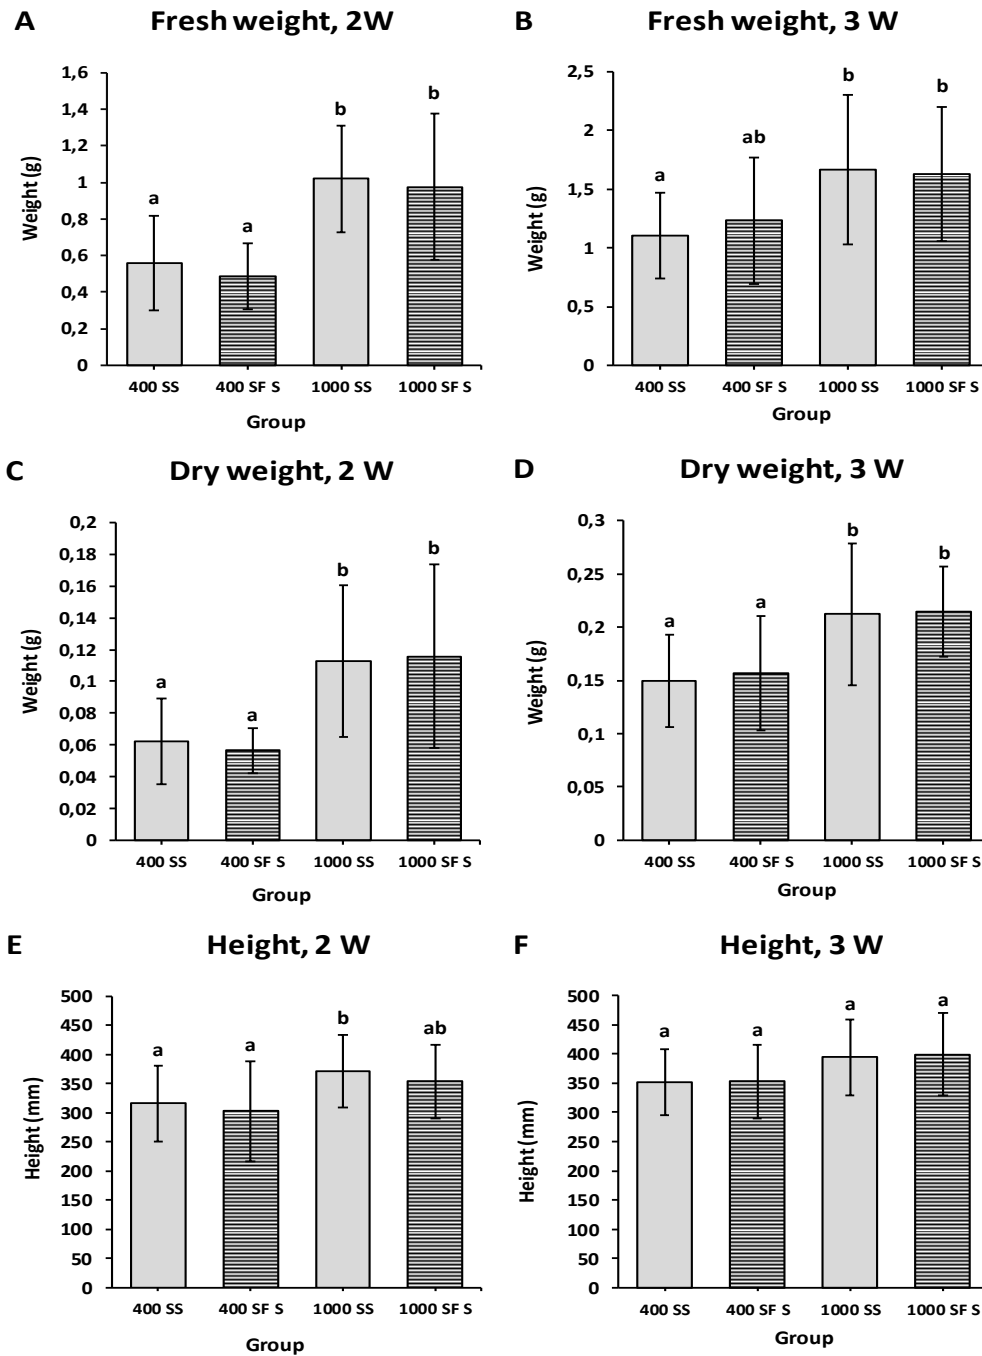 A Fresh weight, 2W
Weight (g)
1,6
1,4
1,2
1
0,8
0,6
0,4
0,2
0
a a b b
400 SS 400 SF S 1000 SS 1000 SF S
Group
B Fresh weight, 3 W
Weight (g)
2,5
2
1,5
1
0,5
0
a ab b b
400 SS 400 SF S 1000 SS 1000 SF S
Group
C Dry weight, 2 W
Weight (g)
0,2
0,18
0,16
0,14
0,12
0,1
0,08
0,06
0,04
0,02
0
a a b b
400 SS 400 SF S 1000 SS 1000 SF S
Group
D Dry weight, 3 W
Weight (g)
0,3
0,25
0,2
0,15
0,1
0,05
0
a a b b
400 SS 400 SF S 1000 SS 1000 SF S
Group
E Height, 2 W
Height (mm)
500
450
400
350
300
250
200
150
100
50
0
a a b ab
400 SS 400 SF S 1000 SS 1000 SF S
Group
F Height, 3 W
Height (mm)
500
450
400
350
300
250
200
150
100
50
0
a a a a
400 SS 400 SF S 1000 SS 1000 SF S
Group